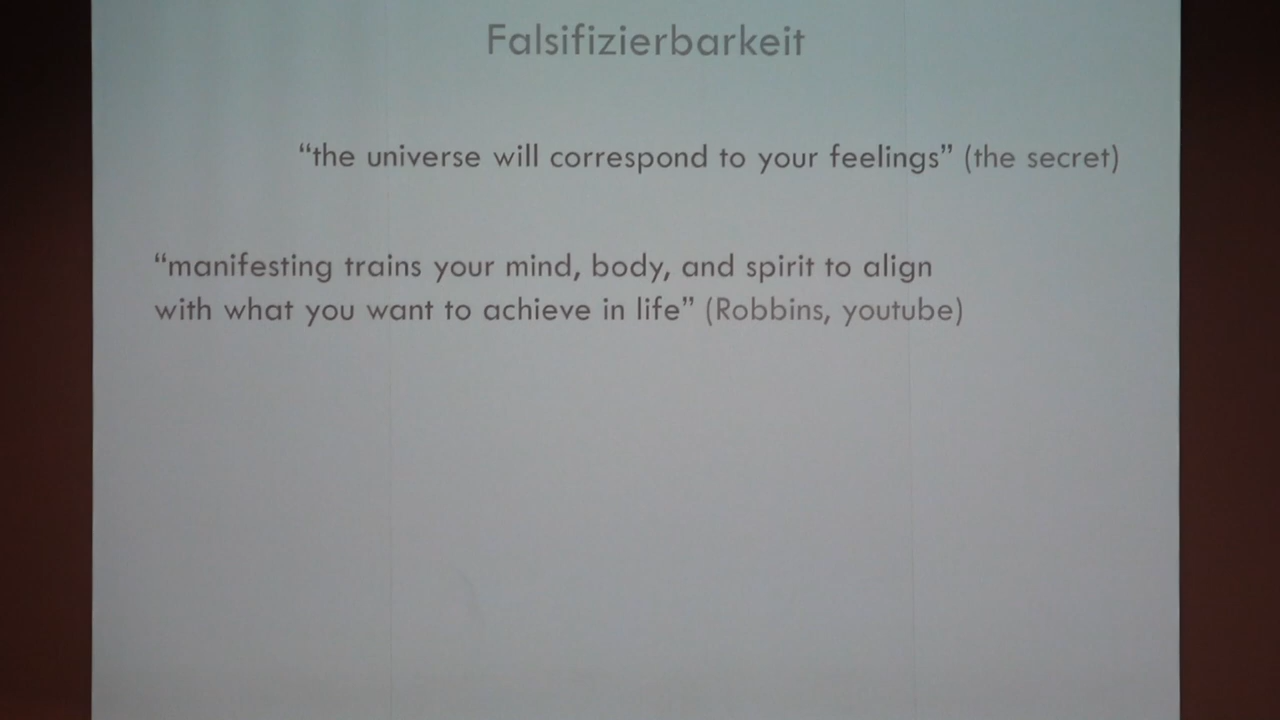 Falsifizierbarkeit
“the universe will correspond to your feelings” (the secret)
“manifesting trains your mind, body, and spirit to align
with what you want to achieve in life” (Robbins, youtube)